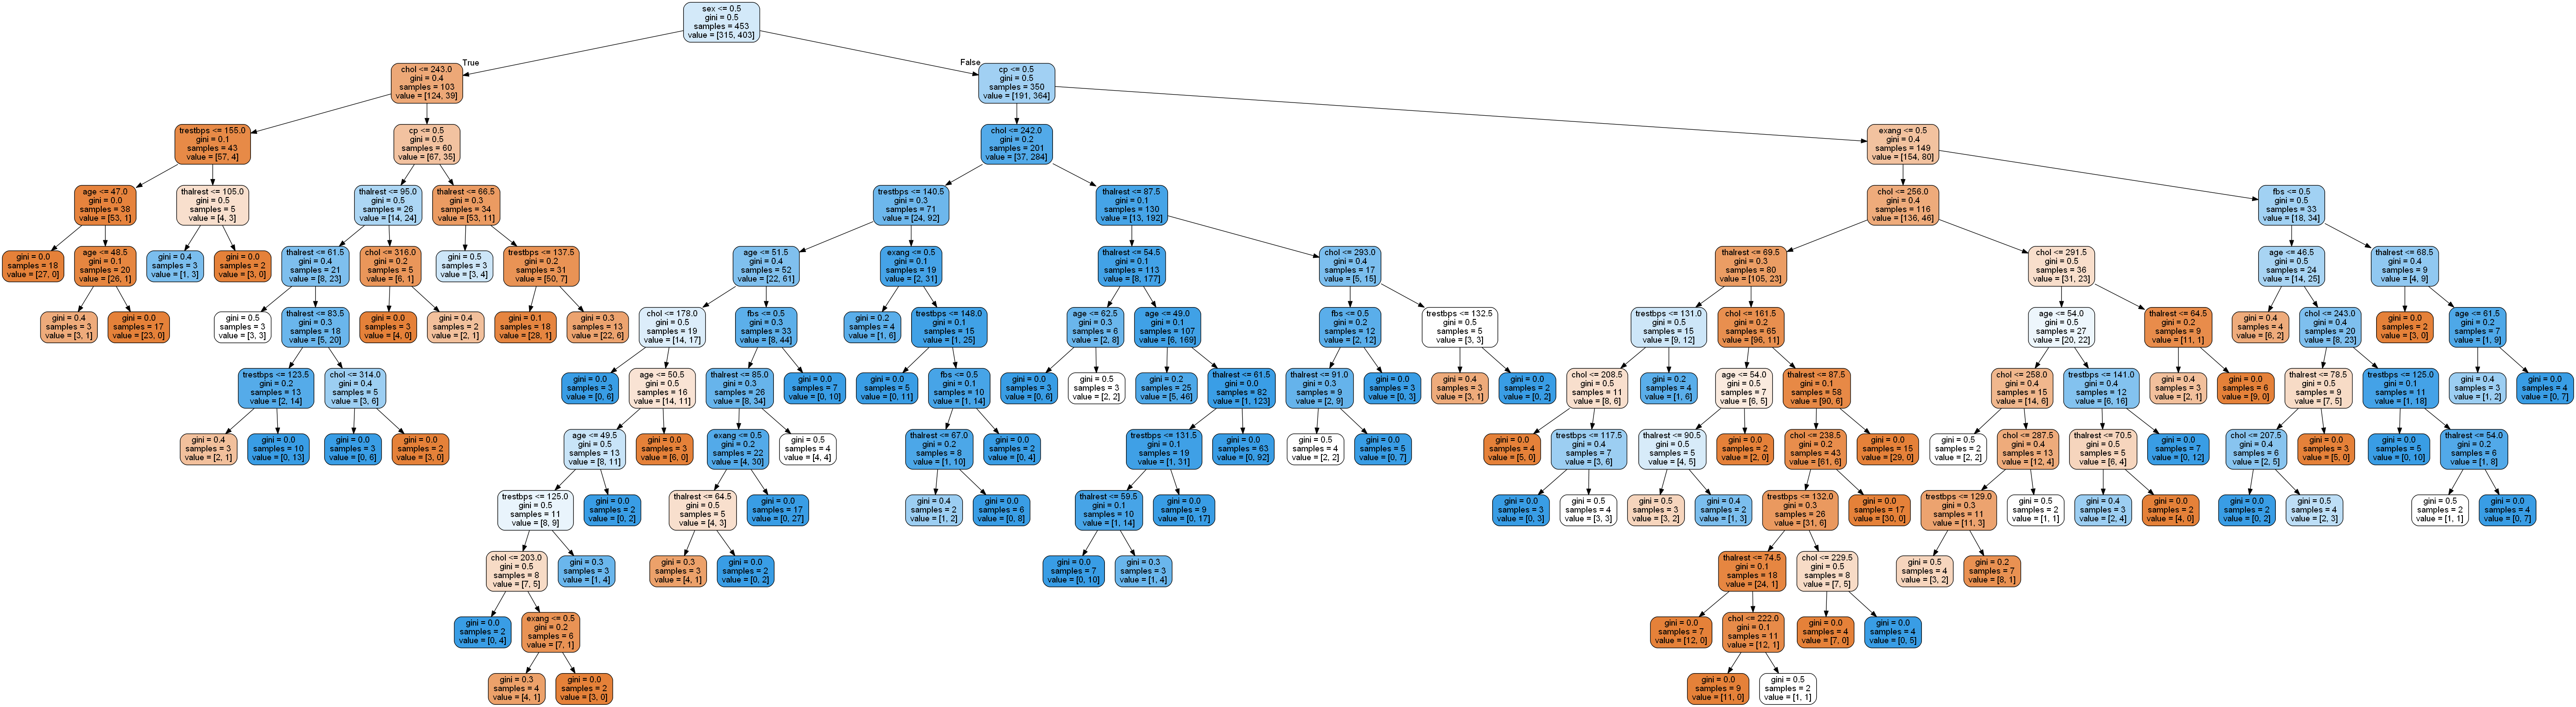 sex <= 0.5
gini = 0.5
samples = 453
value = [315, 403]
True
False
chol <= 243.0
gini = 0.4
samples = 103
value = [124, 39]
cp <= 0.5
gini = 0.5
samples = 350
value = [191, 364]
trestbps <= 155.0
gini = 0.1
samples = 43
value = [57, 4]
cp <= 0.5
gini = 0.5
samples = 60
value = [67, 35]
chol <= 242.0
gini = 0.2
samples = 201
value = [37, 284]
exang <= 0.5
gini = 0.4
samples = 149
value = [154, 80]
age <= 47.0
gini = 0.0
samples = 38
value = [53, 1]
thalrest <= 105.0
gini = 0.5
samples = 5
value = [4, 3]
thalrest <= 95.0
gini = 0.5
samples = 26
value = [14, 24]
thalrest <= 66.5
gini = 0.3
samples = 34
value = [53, 11]
trestbps <= 140.5
gini = 0.3
samples = 71
value = [24, 92]
thalrest <= 87.5
gini = 0.1
samples = 130
value = [13, 192]
chol <= 256.0
gini = 0.4
samples = 116
value = [136, 46]
fbs <= 0.5
gini = 0.5
samples = 33
value = [18, 34]
gini = 0.0
samples = 18
value = [27, 0]
age <= 48.5
gini = 0.1
samples = 20
value = [26, 1]
gini = 0.4
samples = 3
value = [1, 3]
gini = 0.0
samples = 2
value = [3, 0]
thalrest <= 61.5
gini = 0.4
samples = 21
value = [8, 23]
chol <= 316.0
gini = 0.2
samples = 5
value = [6, 1]
gini = 0.5
samples = 3
value = [3, 4]
trestbps <= 137.5
gini = 0.2
samples = 31
value = [50, 7]
age <= 51.5
gini = 0.4
samples = 52
value = [22, 61]
exang <= 0.5
gini = 0.1
samples = 19
value = [2, 31]
thalrest <= 54.5
gini = 0.1
samples = 113
value = [8, 177]
chol <= 293.0
gini = 0.4
samples = 17
value = [5, 15]
thalrest <= 69.5
gini = 0.3
samples = 80
value = [105, 23]
chol <= 291.5
gini = 0.5
samples = 36
value = [31, 23]
age <= 46.5
gini = 0.5
samples = 24
value = [14, 25]
thalrest <= 68.5
gini = 0.4
samples = 9
value = [4, 9]
gini = 0.4
samples = 3
value = [3, 1]
gini = 0.0
samples = 17
value = [23, 0]
gini = 0.5
samples = 3
value = [3, 3]
thalrest <= 83.5
gini = 0.3
samples = 18
value = [5, 20]
gini = 0.0
samples = 3
value = [4, 0]
gini = 0.4
samples = 2
value = [2, 1]
gini = 0.1
samples = 18
value = [28, 1]
gini = 0.3
samples = 13
value = [22, 6]
chol <= 178.0
gini = 0.5
samples = 19
value = [14, 17]
fbs <= 0.5
gini = 0.3
samples = 33
value = [8, 44]
gini = 0.2
samples = 4
value = [1, 6]
trestbps <= 148.0
gini = 0.1
samples = 15
value = [1, 25]
age <= 62.5
gini = 0.3
samples = 6
value = [2, 8]
age <= 49.0
gini = 0.1
samples = 107
value = [6, 169]
fbs <= 0.5
gini = 0.2
samples = 12
value = [2, 12]
trestbps <= 132.5
gini = 0.5
samples = 5
value = [3, 3]
trestbps <= 131.0
gini = 0.5
samples = 15
value = [9, 12]
chol <= 161.5
gini = 0.2
samples = 65
value = [96, 11]
age <= 54.0
gini = 0.5
samples = 27
value = [20, 22]
thalrest <= 64.5
gini = 0.2
samples = 9
value = [11, 1]
gini = 0.4
samples = 4
value = [6, 2]
chol <= 243.0
gini = 0.4
samples = 20
value = [8, 23]
gini = 0.0
samples = 2
value = [3, 0]
age <= 61.5
gini = 0.2
samples = 7
value = [1, 9]
trestbps <= 123.5
gini = 0.2
samples = 13
value = [2, 14]
chol <= 314.0
gini = 0.4
samples = 5
value = [3, 6]
gini = 0.0
samples = 3
value = [0, 6]
age <= 50.5
gini = 0.5
samples = 16
value = [14, 11]
thalrest <= 85.0
gini = 0.3
samples = 26
value = [8, 34]
gini = 0.0
samples = 7
value = [0, 10]
gini = 0.0
samples = 5
value = [0, 11]
fbs <= 0.5
gini = 0.1
samples = 10
value = [1, 14]
gini = 0.0
samples = 3
value = [0, 6]
gini = 0.5
samples = 3
value = [2, 2]
gini = 0.2
samples = 25
value = [5, 46]
thalrest <= 61.5
gini = 0.0
samples = 82
value = [1, 123]
thalrest <= 91.0
gini = 0.3
samples = 9
value = [2, 9]
gini = 0.0
samples = 3
value = [0, 3]
gini = 0.4
samples = 3
value = [3, 1]
gini = 0.0
samples = 2
value = [0, 2]
chol <= 208.5
gini = 0.5
samples = 11
value = [8, 6]
gini = 0.2
samples = 4
value = [1, 6]
age <= 54.0
gini = 0.5
samples = 7
value = [6, 5]
thalrest <= 87.5
gini = 0.1
samples = 58
value = [90, 6]
chol <= 258.0
gini = 0.4
samples = 15
value = [14, 6]
trestbps <= 141.0
gini = 0.4
samples = 12
value = [6, 16]
gini = 0.4
samples = 3
value = [2, 1]
gini = 0.0
samples = 6
value = [9, 0]
thalrest <= 78.5
gini = 0.5
samples = 9
value = [7, 5]
trestbps <= 125.0
gini = 0.1
samples = 11
value = [1, 18]
gini = 0.4
samples = 3
value = [1, 2]
gini = 0.0
samples = 4
value = [0, 7]
gini = 0.4
samples = 3
value = [2, 1]
gini = 0.0
samples = 10
value = [0, 13]
gini = 0.0
samples = 3
value = [0, 6]
gini = 0.0
samples = 2
value = [3, 0]
age <= 49.5
gini = 0.5
samples = 13
value = [8, 11]
gini = 0.0
samples = 3
value = [6, 0]
exang <= 0.5
gini = 0.2
samples = 22
value = [4, 30]
gini = 0.5
samples = 4
value = [4, 4]
thalrest <= 67.0
gini = 0.2
samples = 8
value = [1, 10]
gini = 0.0
samples = 2
value = [0, 4]
trestbps <= 131.5
gini = 0.1
samples = 19
value = [1, 31]
gini = 0.0
samples = 63
value = [0, 92]
gini = 0.5
samples = 4
value = [2, 2]
gini = 0.0
samples = 5
value = [0, 7]
gini = 0.0
samples = 4
value = [5, 0]
trestbps <= 117.5
gini = 0.4
samples = 7
value = [3, 6]
thalrest <= 90.5
gini = 0.5
samples = 5
value = [4, 5]
gini = 0.0
samples = 2
value = [2, 0]
chol <= 238.5
gini = 0.2
samples = 43
value = [61, 6]
gini = 0.0
samples = 15
value = [29, 0]
gini = 0.5
samples = 2
value = [2, 2]
chol <= 287.5
gini = 0.4
samples = 13
value = [12, 4]
thalrest <= 70.5
gini = 0.5
samples = 5
value = [6, 4]
gini = 0.0
samples = 7
value = [0, 12]
chol <= 207.5
gini = 0.4
samples = 6
value = [2, 5]
gini = 0.0
samples = 3
value = [5, 0]
gini = 0.0
samples = 5
value = [0, 10]
thalrest <= 54.0
gini = 0.2
samples = 6
value = [1, 8]
trestbps <= 125.0
gini = 0.5
samples = 11
value = [8, 9]
gini = 0.0
samples = 2
value = [0, 2]
thalrest <= 64.5
gini = 0.5
samples = 5
value = [4, 3]
gini = 0.0
samples = 17
value = [0, 27]
gini = 0.4
samples = 2
value = [1, 2]
gini = 0.0
samples = 6
value = [0, 8]
thalrest <= 59.5
gini = 0.1
samples = 10
value = [1, 14]
gini = 0.0
samples = 9
value = [0, 17]
gini = 0.0
samples = 3
value = [0, 3]
gini = 0.5
samples = 4
value = [3, 3]
gini = 0.5
samples = 3
value = [3, 2]
gini = 0.4
samples = 2
value = [1, 3]
trestbps <= 132.0
gini = 0.3
samples = 26
value = [31, 6]
gini = 0.0
samples = 17
value = [30, 0]
trestbps <= 129.0
gini = 0.3
samples = 11
value = [11, 3]
gini = 0.5
samples = 2
value = [1, 1]
gini = 0.4
samples = 3
value = [2, 4]
gini = 0.0
samples = 2
value = [4, 0]
gini = 0.0
samples = 2
value = [0, 2]
gini = 0.5
samples = 4
value = [2, 3]
gini = 0.5
samples = 2
value = [1, 1]
gini = 0.0
samples = 4
value = [0, 7]
chol <= 203.0
gini = 0.5
samples = 8
value = [7, 5]
gini = 0.3
samples = 3
value = [1, 4]
gini = 0.3
samples = 3
value = [4, 1]
gini = 0.0
samples = 2
value = [0, 2]
gini = 0.0
samples = 7
value = [0, 10]
gini = 0.3
samples = 3
value = [1, 4]
thalrest <= 74.5
gini = 0.1
samples = 18
value = [24, 1]
chol <= 229.5
gini = 0.5
samples = 8
value = [7, 5]
gini = 0.5
samples = 4
value = [3, 2]
gini = 0.2
samples = 7
value = [8, 1]
gini = 0.0
samples = 2
value = [0, 4]
exang <= 0.5
gini = 0.2
samples = 6
value = [7, 1]
gini = 0.0
samples = 7
value = [12, 0]
chol <= 222.0
gini = 0.1
samples = 11
value = [12, 1]
gini = 0.0
samples = 4
value = [7, 0]
gini = 0.0
samples = 4
value = [0, 5]
gini = 0.3
samples = 4
value = [4, 1]
gini = 0.0
samples = 2
value = [3, 0]
gini = 0.0
samples = 9
value = [11, 0]
gini = 0.5
samples = 2
value = [1, 1]